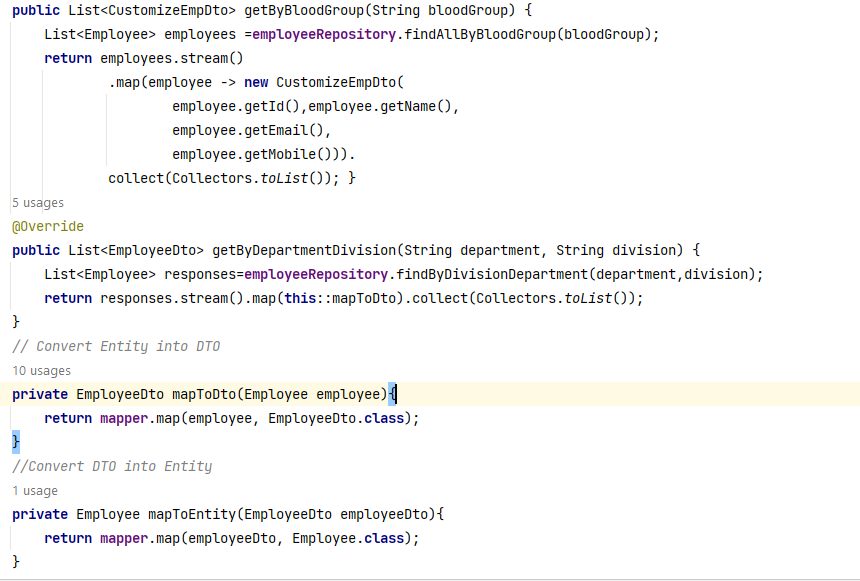 public List<CustomizeEmpDto> getByBloodGroup(String bloodGroup) {
    List<Employee> employees =employeeRepository.findAllByBloodGroup(bloodGroup);
    return employees.stream()
            .map(employee -> new CustomizeEmpDto(
                    employee.getId(),employee.getName(),
                    employee.getEmail(),
                    employee.getMobile())).
            collect(Collectors.toList()); }
5 usages
@Override
public List<EmployeeDto> getByDepartmentDivision(String department, String division) {
    List<Employee> responses=employeeRepository.findByDivisionDepartment(department,division);
    return responses.stream().map(this::mapToDto).collect(Collectors.toList());
}
// Convert Entity into DTO
10 usages
private EmployeeDto mapToDto(Employee employee){
    return mapper.map(employee, EmployeeDto.class);
}
//Convert DTO into Entity
1 usage
private Employee mapToEntity(EmployeeDto employeeDto){
    return mapper.map(employeeDto, Employee.class);
}